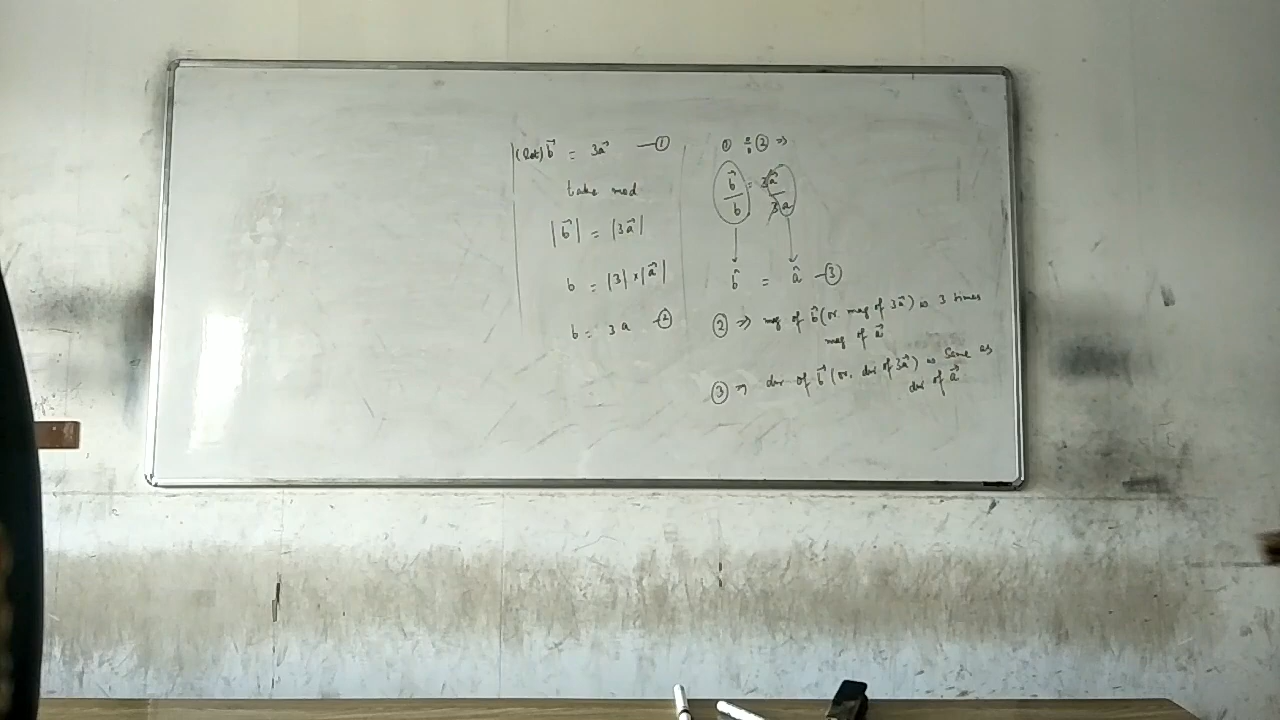 (Let) b⃗ = 3a⃗ —①
take mod
|b⃗| = |3a⃗|
b = |3| × |a⃗|
b = 3a —②
① ÷ ② ⇒
b⃗/b = 3a⃗/3a
b̂ = â —③
② ⇒ mag of b⃗ (or mag of 3a⃗) is 3 times
mag of a⃗
③ ⇒ dir of b⃗ (or, dir of 3a⃗) is same as
dir of a⃗